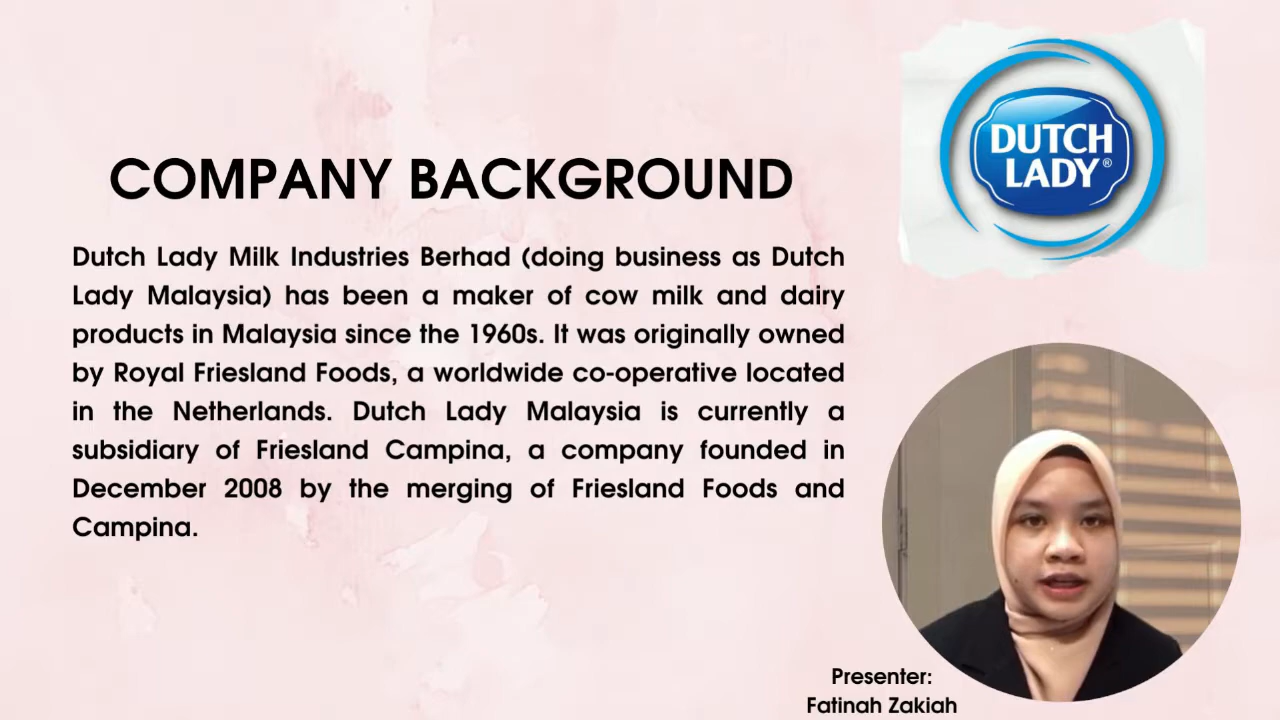 DUTCH
LADY®
COMPANY BACKGROUND
Dutch Lady Milk Industries Berhad (doing business as Dutch
Lady Malaysia) has been a maker of cow milk and dairy
products in Malaysia since the 1960s. It was originally owned
by Royal Friesland Foods, a worldwide co-operative located
in the Netherlands. Dutch Lady Malaysia is currently a
subsidiary of Friesland Campina, a company founded in
December 2008 by the merging of Friesland Foods and
Campina.
Presenter:
Fatinah Zakiah